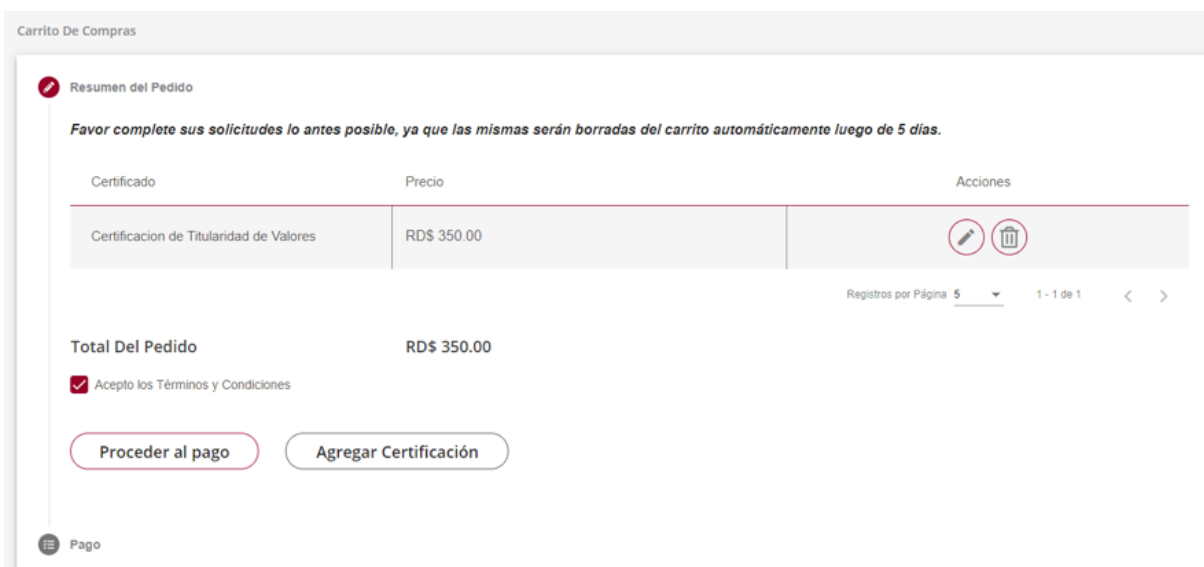 Carrito De Compras
Resumen del Pedido
Favor complete sus solicitudes lo antes posible, ya que las mismas serán borradas del carrito automáticamente luego de 5 días.
Certificado Precio Acciones
Certificacion de Titularidad de Valores RD$ 350.00
Registros por Página 5 1 - 1 de 1
Total Del Pedido RD$ 350.00
Acepto los Términos y Condiciones
Proceder al pago Agregar Certificación
Pago